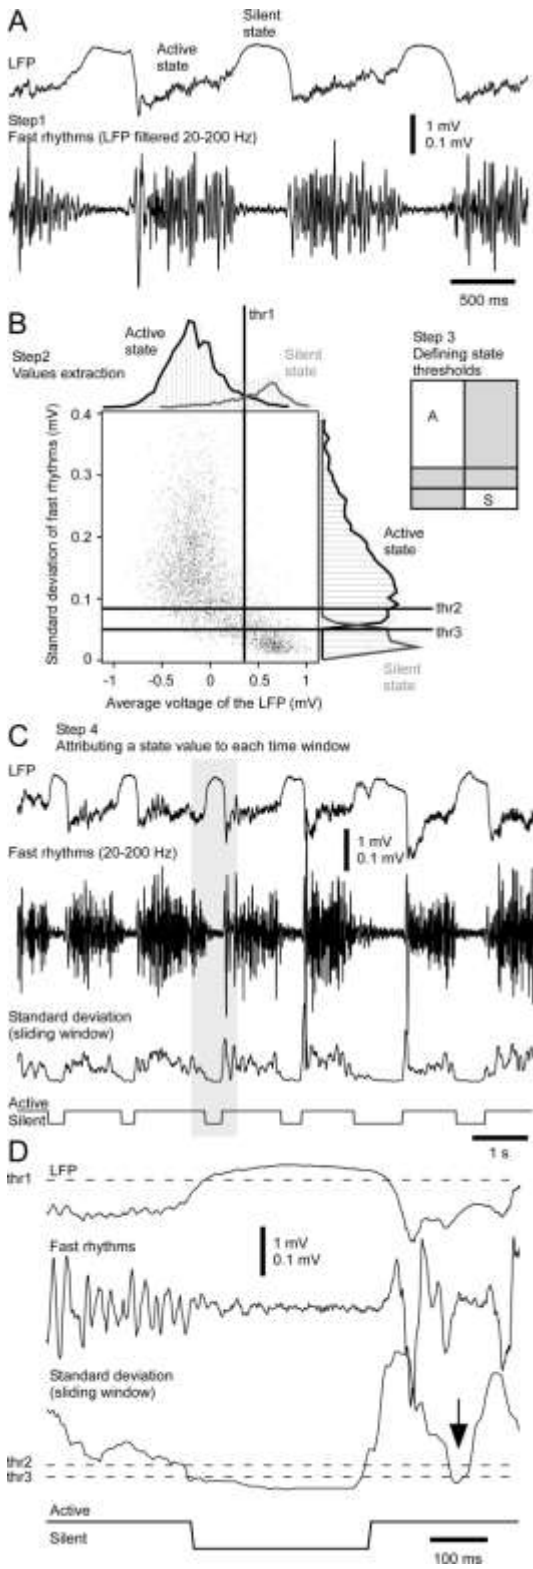 A
Silent
state
Active
state
LFP
Step1
Fast rhythms (LFP filtered 20-200 Hz)
1 mV
0.1 mV
500 ms
B
thr1
Active
state
Step2
Values extraction
Silent
state
Step 3
Defining state
thresholds
A
S
Standard deviation of fast rhythms (mV)
0.4
0.3
0.2
0.1
0
Active
state
thr2
thr3
Silent
state
-1
-0.5
0
0.5
1
Average voltage of the LFP (mV)
C
Step 4
Attributing a state value to each time window
LFP
1 mV
0.1 mV
Fast rhythms (20-200 Hz)
Standard deviation
(sliding window)
Active
Silent
1 s
D
LFP
thr1
Fast rhythms
1 mV
0.1 mV
Standard deviation
(sliding window)
thr2
thr3
Active
Silent
100 ms